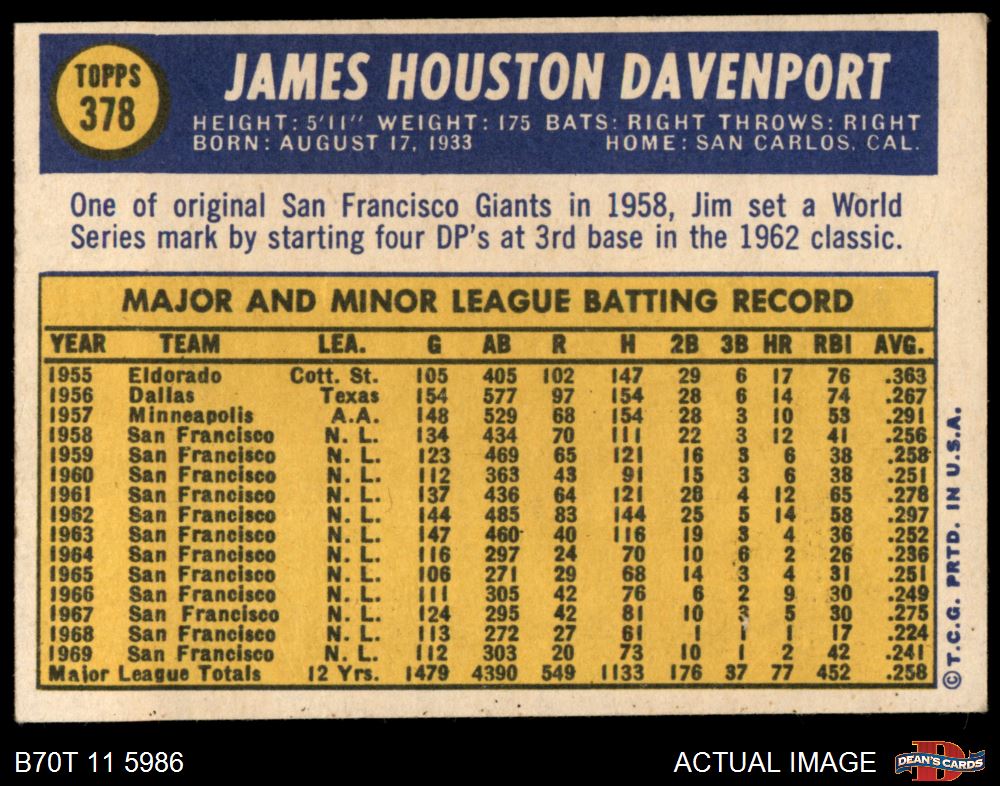 TOPPS
378
JAMES HOUSTON DAVENPORT
HEIGHT: 5'11" WEIGHT: 175 BATS: RIGHT THROWS: RIGHT
BORN: AUGUST 17, 1933 HOME: SAN CARLOS, CAL.
One of original San Francisco Giants in 1958, Jim set a World
Series mark by starting four DP's at 3rd base in the 1962 classic.
MAJOR AND MINOR LEAGUE BATTING RECORD
YEAR TEAM LEA. G AB R H 2B 3B HR RBI AVG.
1955 Eldorado Cott. St. 105 405 102 147 29 6 17 76 .363
1956 Dallas Texas 154 577 97 154 28 6 14 74 .267
1957 Minneapolis A.A. 148 529 68 154 28 3 10 53 .291
1958 San Francisco N. L. 134 434 70 111 22 3 12 41 .256
1959 San Francisco N. L. 123 469 65 121 16 3 6 38 .258
1960 San Francisco N. L. 112 363 43 91 15 3 6 38 .251
1961 San Francisco N. L. 137 436 64 121 28 4 12 65 .278
1962 San Francisco N. L. 144 485 83 144 25 5 14 58 .297
1963 San Francisco N. L. 147 460 40 116 19 3 4 36 .252
1964 San Francisco N. L. 116 297 24 70 10 6 2 26 .236
1965 San Francisco N. L. 106 271 29 68 14 3 4 31 .251
1966 San Francisco N. L. 111 305 42 76 6 2 9 30 .249
1967 San Francisco N. L. 124 295 42 81 10 3 5 30 .275
1968 San Francisco N. L. 113 272 27 61 1 1 1 17 .224
1969 San Francisco N. L. 112 303 20 73 10 1 2 42 .241
Major League Totals 12 Yrs. 1479 4390 549 1133 176 37 77 452 .258
© T.C.G. PRTD. IN U.S.A.
B70T 11 5986
ACTUAL IMAGE
D
DEAN'S CARDS